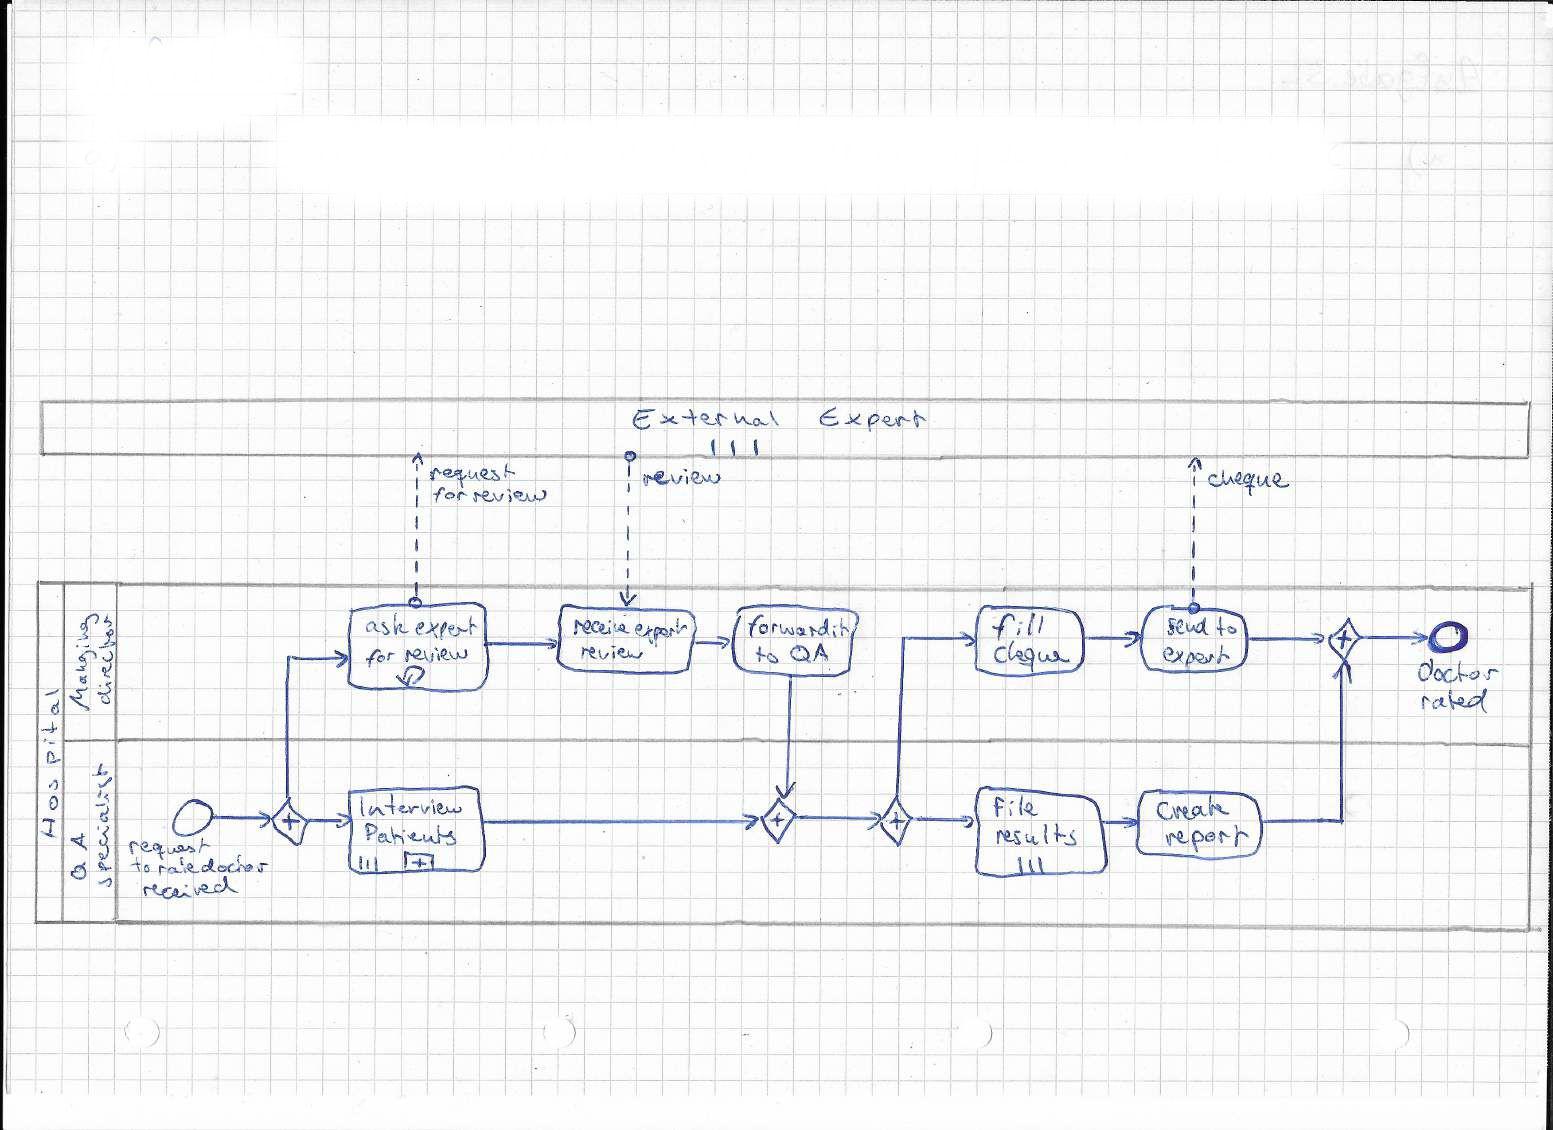 External Expert
request
for review
review
cheque
Hospital
Manging
director
ask expert
for review
receive expert
review
forward it
to QA
fill
cheque
send to
expert
doctor
rated
QA
specialist
request
to rate doctor
received
Interview
Patients
File
results
Create
report